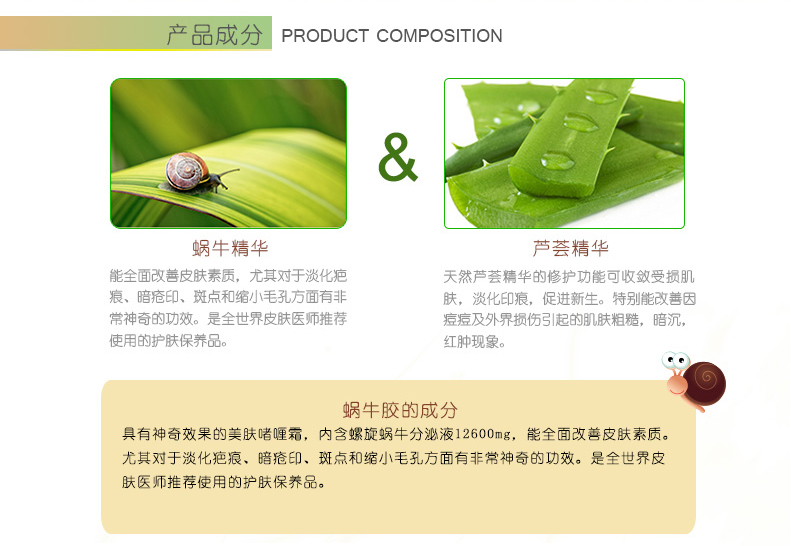 产品成分 PRODUCT COMPOSITION
&
蜗牛精华
能全面改善皮肤素质，尤其对于淡化疤
痕、暗疮印、斑点和缩小毛孔方面有非
常神奇的功效。是全世界皮肤医师推荐
使用的护肤保养品。
芦荟精华
天然芦荟精华的修护功能可收敛受损肌
肤，淡化印痕，促进新生。特别能改善因
痘痘及外界损伤引起的肌肤粗糙，暗沉，
红肿现象。
蜗牛胶的成分
具有神奇效果的美肤啫喱霜，内含螺旋蜗牛分泌液12600mg，能全面改善皮肤素质。
尤其对于淡化疤痕、暗疮印、斑点和缩小毛孔方面有非常神奇的功效。是全世界皮
肤医师推荐使用的护肤保养品。